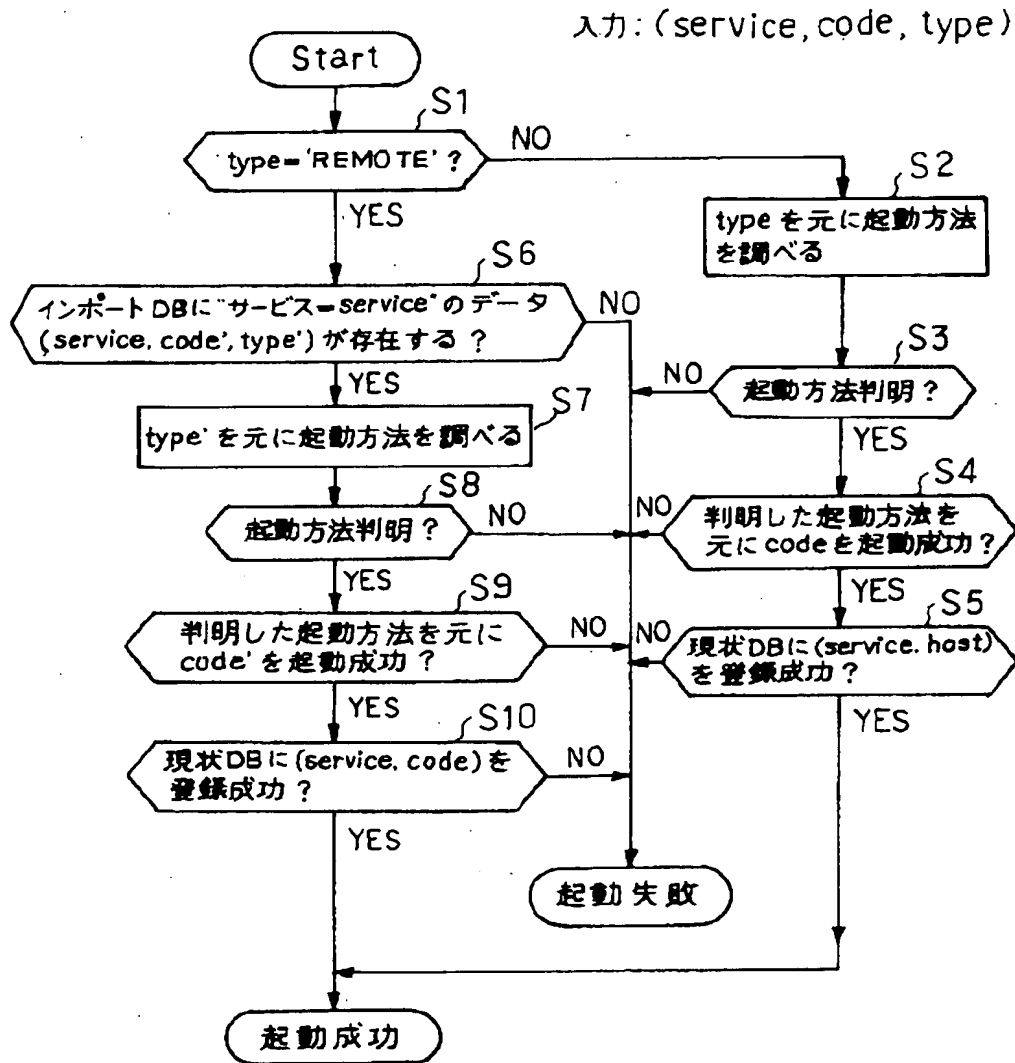 入力:(service,code, type)
Start
S1
type='REMOTE'?
NO
YES
S2
typeを元に起動方法
を調べる
S6
インポートDBに"サービス=service"のデータ
(service. code', type')が存在する?
NO
YES
S3
NO
起動方法判明?
YES
S7
type'を元に起動方法を調べる
S8
起動方法判明?
NO
YES
S4
NO
判明した起動方法を
元にcodeを起動成功?
YES
S9
判明した起動方法を元に
code'を起動成功?
NO
YES
S5
NO
現状DBに(service. host)
を登録成功?
YES
S10
現状DBに(service. code)を
登録成功?
NO
YES
起動失敗
起動成功